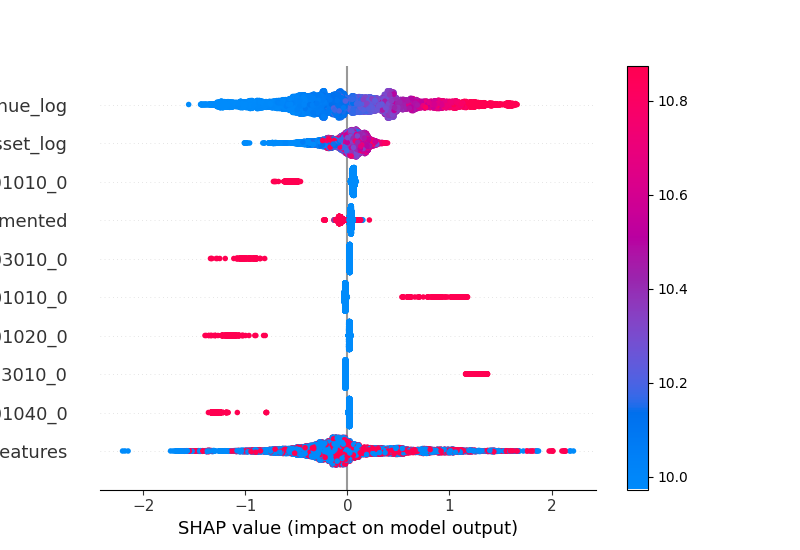 nue_log
sset_log
01010_0
mented
03010_0
01010_0
01020_0
3010_0
01040_0
eatures
−2 −1 0 1 2
SHAP value (impact on model output)
10.8
10.6
10.4
10.2
10.0